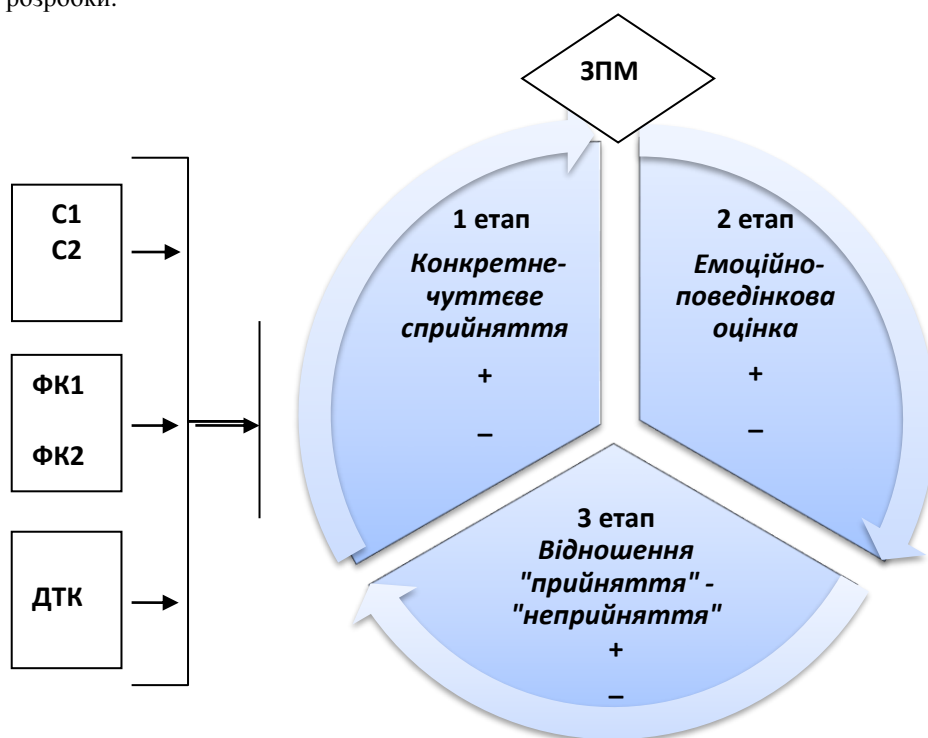 розробки.
ЗПМ
С1
С2
ФК1
ФК2
ДТК
1 етап
Конкретне-
чуттєве
сприйняття
+
–
2 етап
Емоційно-
поведінкова
оцінка
+
–
3 етап
Відношення
"прийняття" -
"неприйняття"
+
–